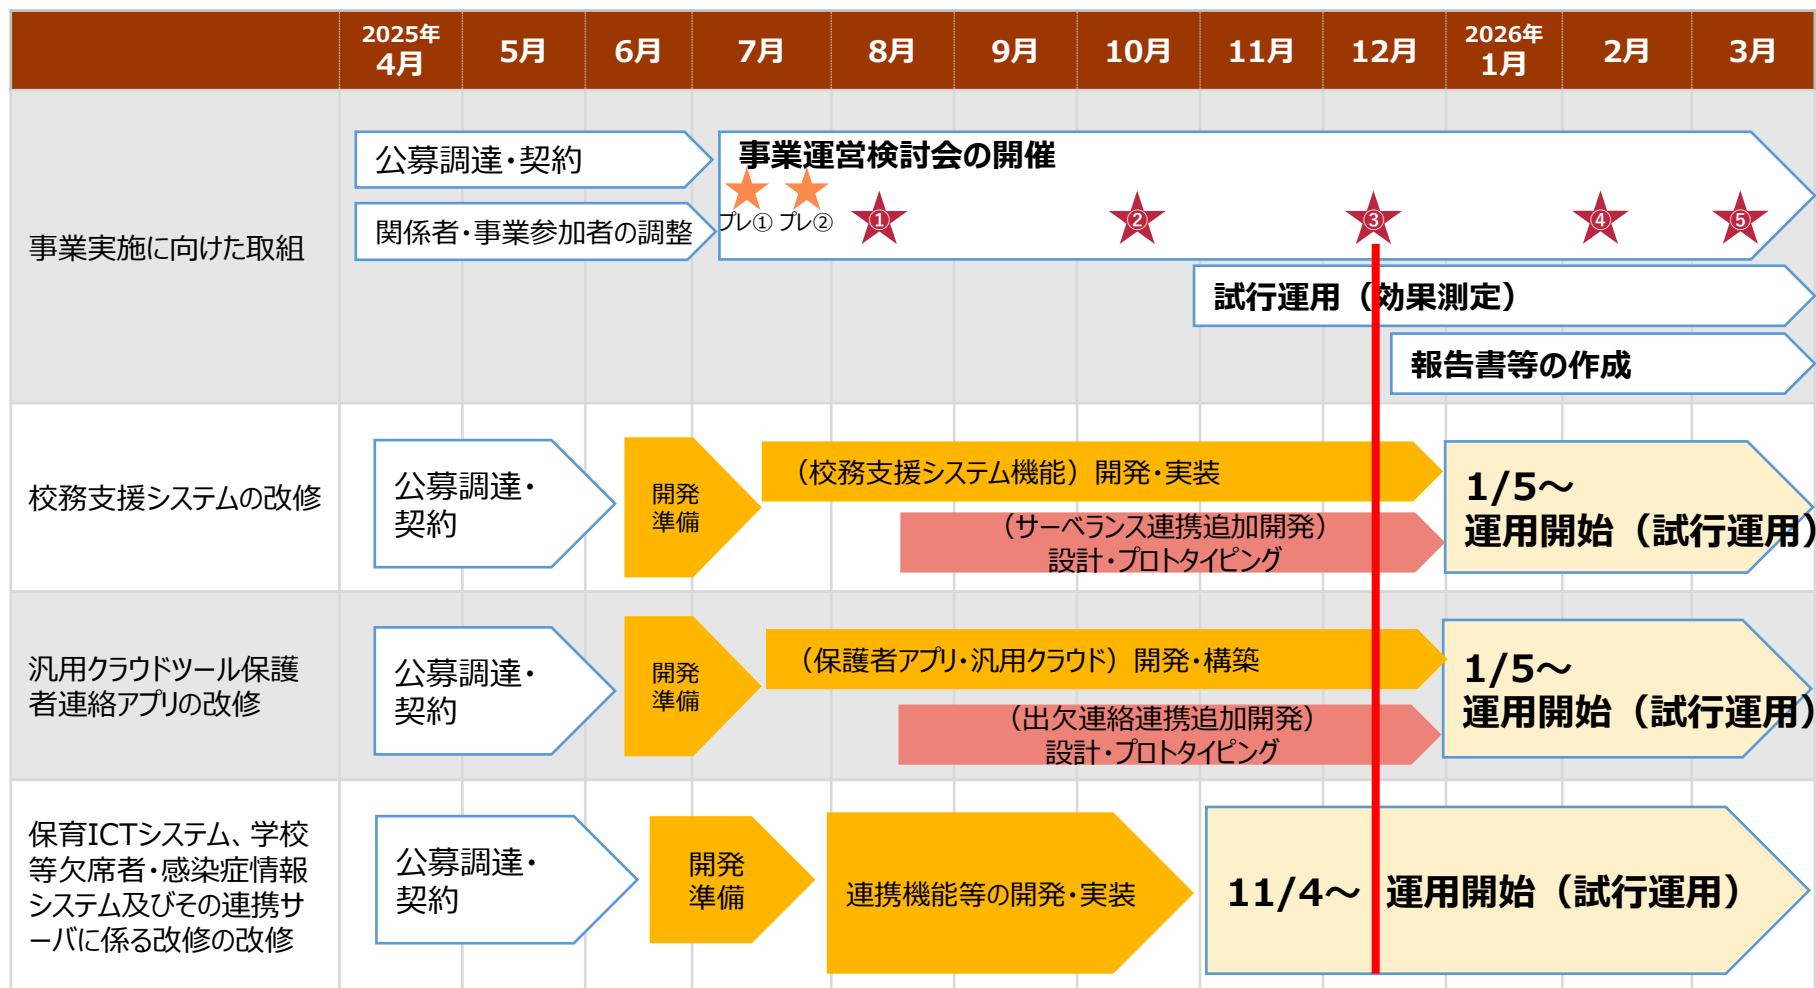 2025年
4月
5月
6月
7月
8月
9月
10月
11月
12月
2026年
1月
2月
3月
事業実施に向けた取組
公募調達・契約
関係者・事業参加者の調整
事業運営検討会の開催
プレ①
プレ②
①
②
③
④
⑤
試行運用（効果測定）
報告書等の作成
校務支援システムの改修
公募調達・
契約
開発
準備
（校務支援システム機能）開発・実装
（サーベランス連携追加開発）
設計・プロトタイピング
1/5～
運用開始（試行運用）
汎用クラウドツール保護
者連絡アプリの改修
公募調達・
契約
開発
準備
（保護者アプリ・汎用クラウド）開発・構築
（出欠連絡連携追加開発）
設計・プロトタイピング
1/5～
運用開始（試行運用）
保育ICTシステム、学校
等欠席者・感染症情報
システム及びその連携サ
ーバに係る改修の改修
公募調達・
契約
開発
準備
連携機能等の開発・実装
11/4～　運用開始（試行運用）